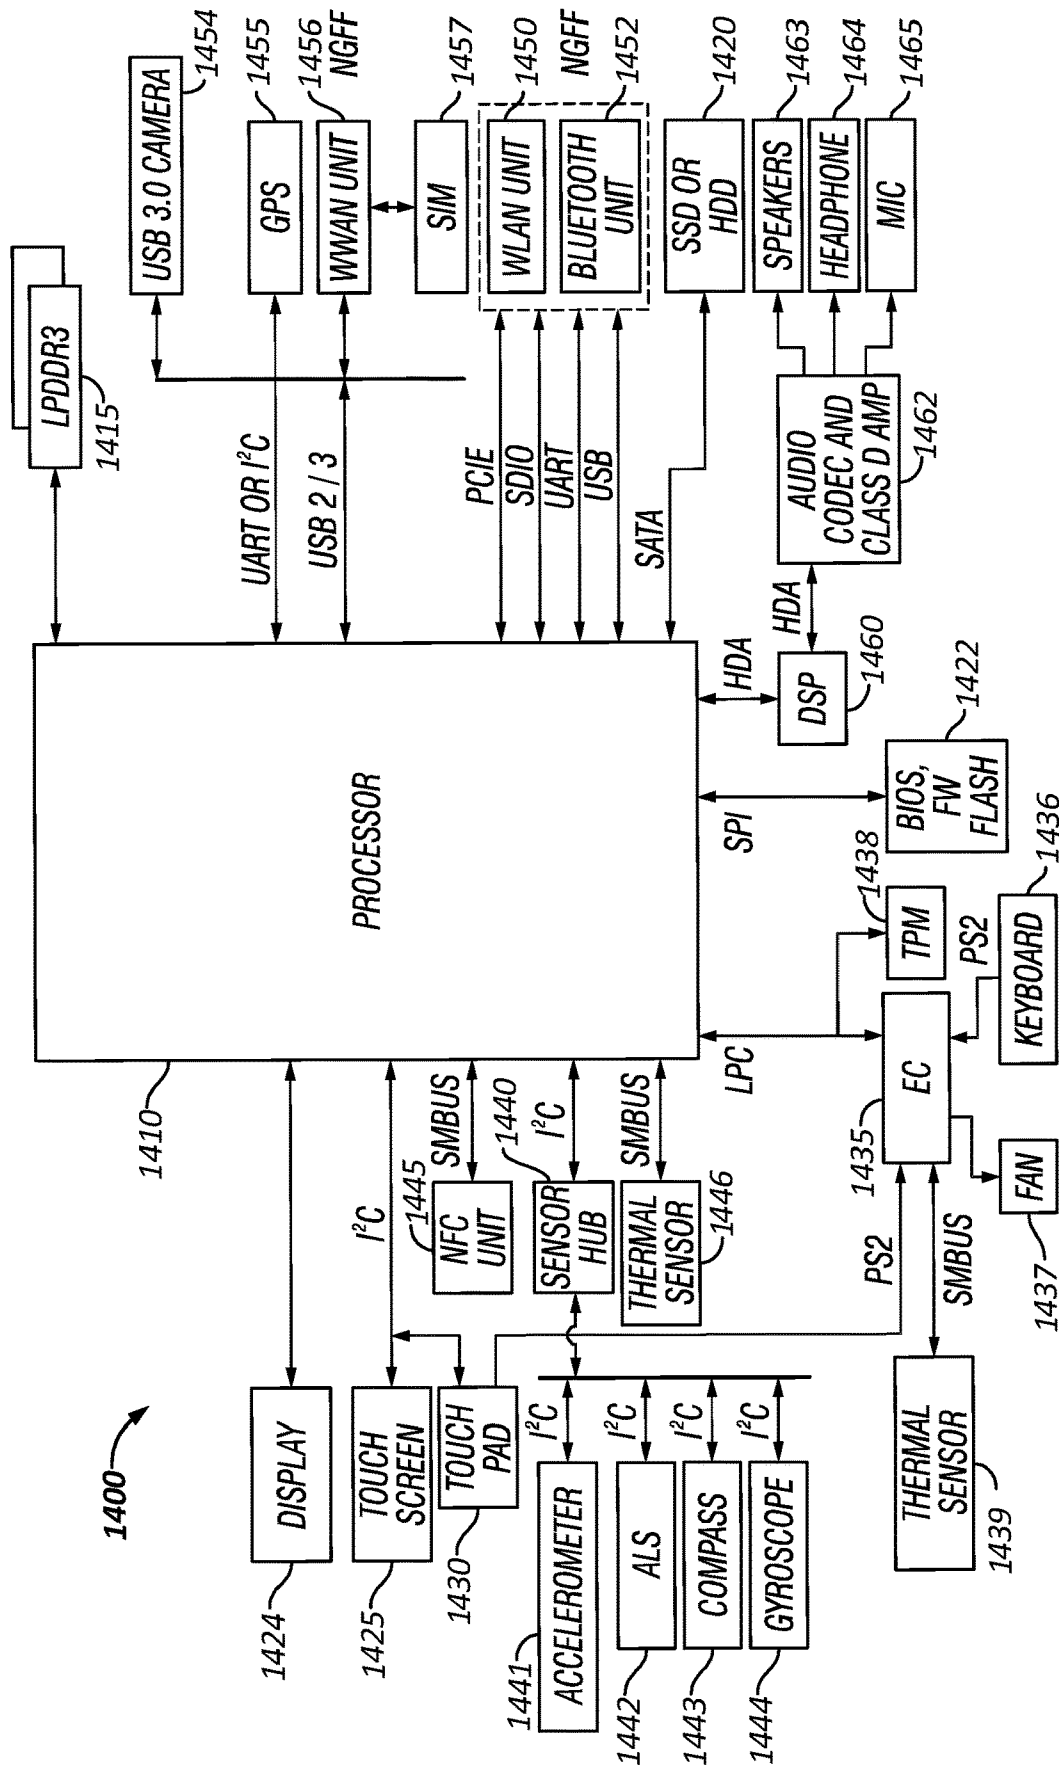 1400
LPDDR3
1415
USB 3.0 CAMERA
1454
GPS
1455
WWAN UNIT
1456
NGFF
SIM
1457
WLAN UNIT
1450
BLUETOOTH
UNIT
1452
NGFF
SSD OR
HDD
1420
SPEAKERS
1463
HEADPHONE
1464
MIC
1465
UART OR I²C
USB 2 / 3
PCIE
SDIO
UART
USB
SATA
AUDIO
CODEC AND
CLASS D AMP
1462
HDA
DSP
1460
HDA
PROCESSOR
1410
SPI
BIOS,
FW
FLASH
1422
LPC
TPM
1438
EC
1435
PS2
KEYBOARD
1436
FAN
1437
PS2
SMBUS
THERMAL
SENSOR
1439
I²C
SMBUS
NFC
UNIT
1445
I²C
SENSOR
HUB
1440
SMBUS
THERMAL
SENSOR
1446
DISPLAY
1424
TOUCH
SCREEN
1425
TOUCH
PAD
1430
I²C
ACCELEROMETER
1441
I²C
ALS
1442
I²C
COMPASS
1443
I²C
GYROSCOPE
1444